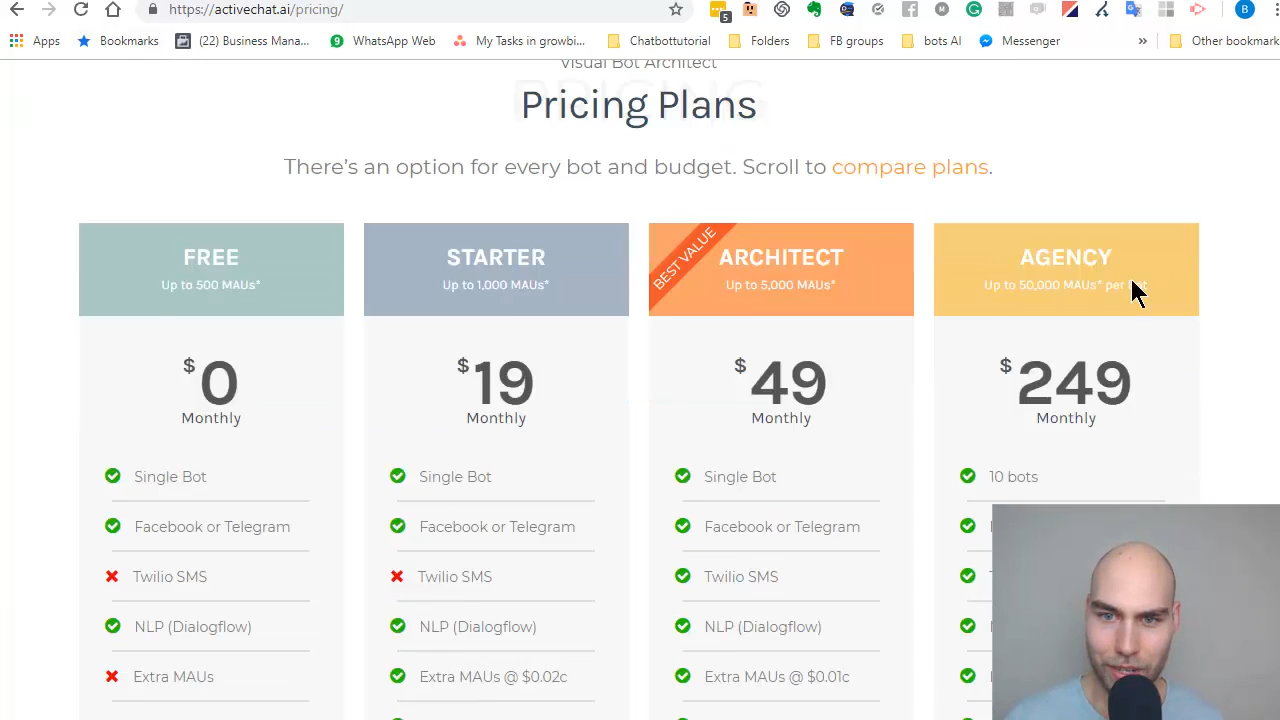 https://activechat.ai/pricing/
5
B
Apps
Bookmarks
(22) Business Mana...
WhatsApp Web
My Tasks in growbi...
Chatbottutorial
Folders
FB groups
bots AI
Messenger
»
Other bookmark
Visual Bot Architect
PRICING
Pricing Plans
There's an option for every bot and budget. Scroll to compare plans.
FREE
Up to 500 MAUs*
$0
Monthly
Single Bot
Facebook or Telegram
Twilio SMS
NLP (Dialogflow)
Extra MAUs
STARTER
Up to 1,000 MAUs*
$19
Monthly
Single Bot
Facebook or Telegram
Twilio SMS
NLP (Dialogflow)
Extra MAUs @ $0.02c
BEST VALUE
ARCHITECT
Up to 5,000 MAUs*
$49
Monthly
Single Bot
Facebook or Telegram
Twilio SMS
NLP (Dialogflow)
Extra MAUs @ $0.01c
AGENCY
Up to 50,000 MAUs* per
$249
Monthly
10 bots